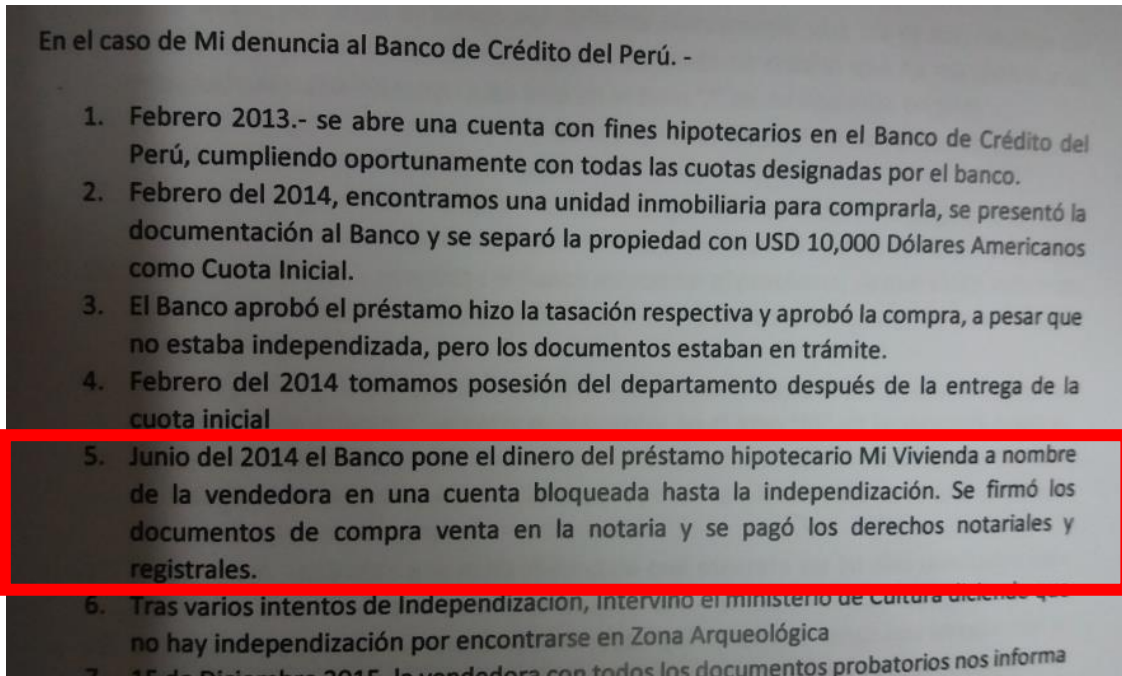 En el caso de Mi denuncia al Banco de Crédito del Perú. -
1. Febrero 2013.- se abre una cuenta con fines hipotecarios en el Banco de Crédito del
Perú, cumpliendo oportunamente con todas las cuotas designadas por el banco.
2. Febrero del 2014, encontramos una unidad inmobiliaria para comprarla, se presentó la
documentación al Banco y se separó la propiedad con USD 10,000 Dólares Americanos
como Cuota Inicial.
3. El Banco aprobó el préstamo hizo la tasación respectiva y aprobó la compra, a pesar que
no estaba independizada, pero los documentos estaban en trámite.
4. Febrero del 2014 tomamos posesión del departamento después de la entrega de la
cuota inicial
5. Junio del 2014 el Banco pone el dinero del préstamo hipotecario Mi Vivienda a nombre
de la vendedora en una cuenta bloqueada hasta la independización. Se firmó los
documentos de compra venta en la notaria y se pagó los derechos notariales y
registrales.
6. Tras varios intentos de Independización, Intervino el ministerio de Cultura diciendo que
no hay independización por encontrarse en Zona Arqueológica
7. 15 de Diciembre 2015, la vendedora con todos los documentos probatorios nos informa